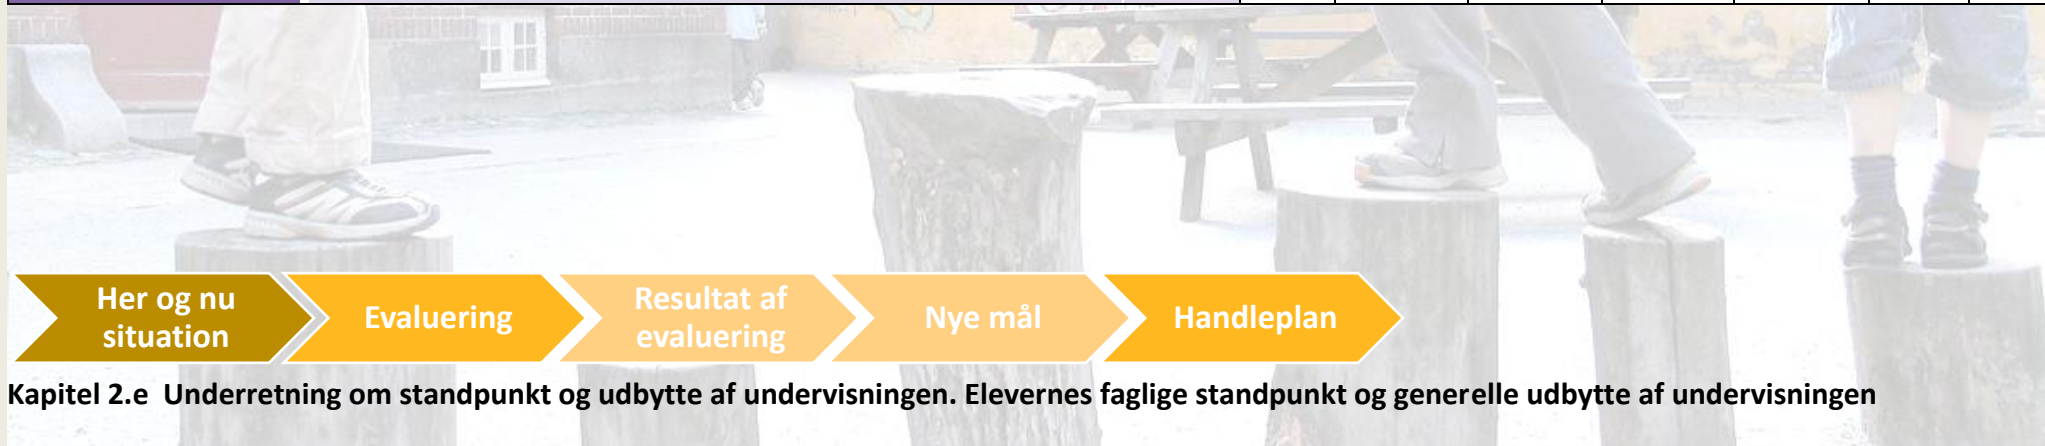 Her og nu
situation
Evaluering
Resultat af
evaluering
Nye mål
Handleplan
Kapitel 2.e  Underretning om standpunkt og udbytte af undervisningen. Elevernes faglige standpunkt og generelle udbytte af undervisningen